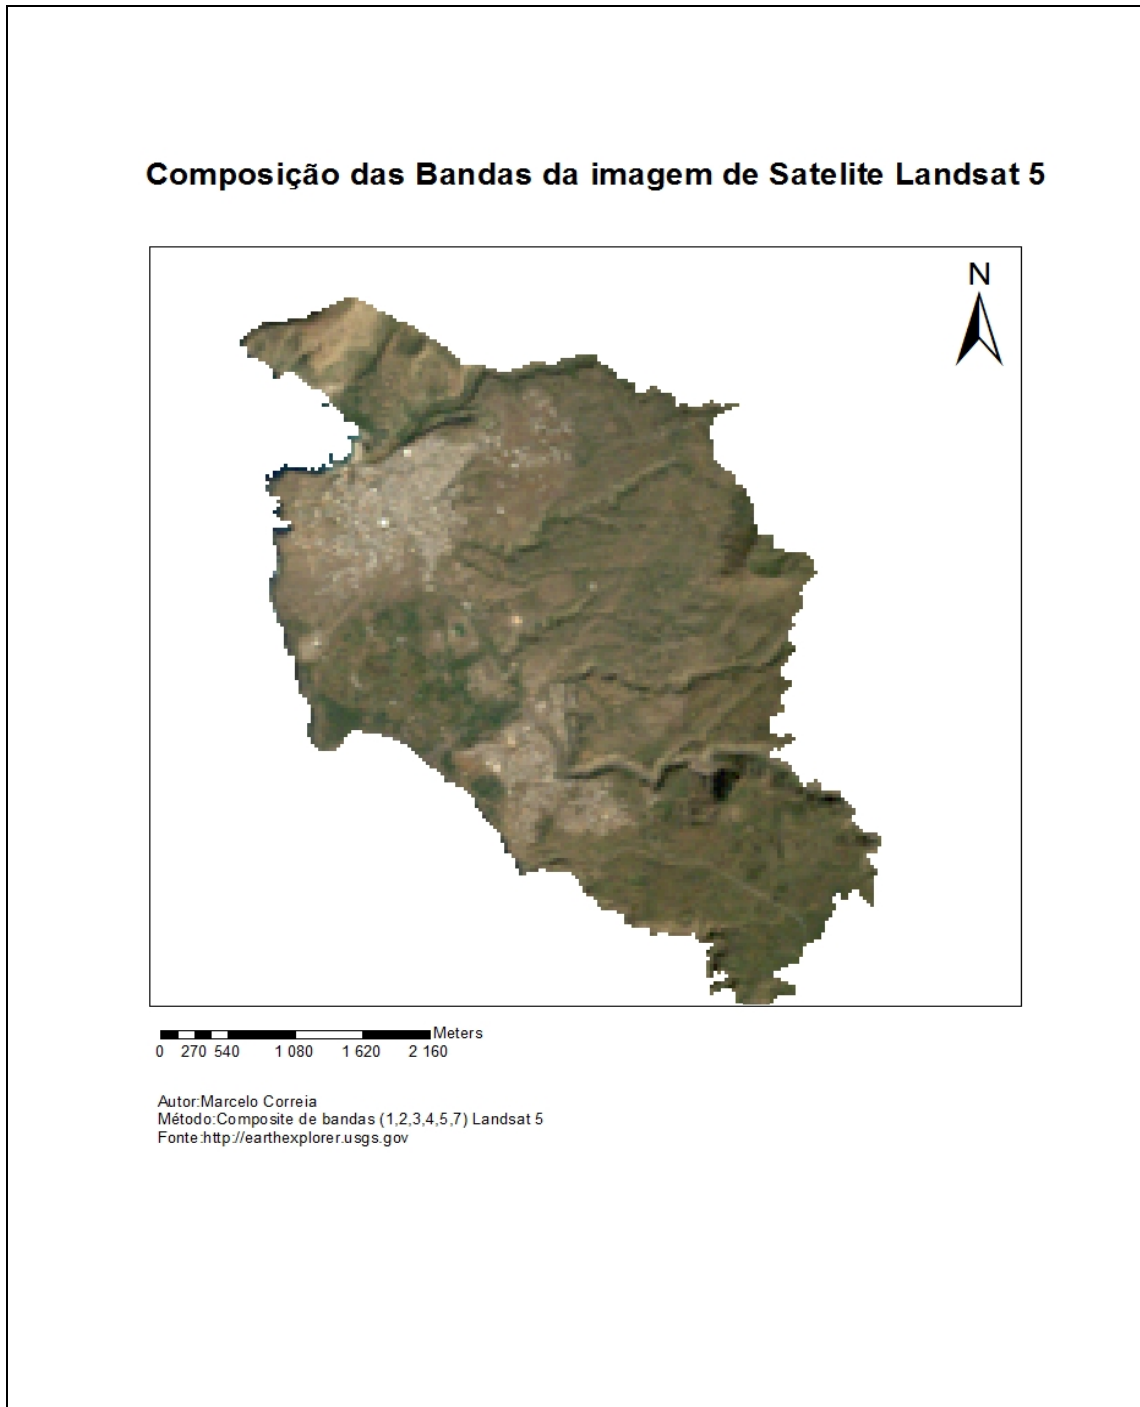 Composição das Bandas da imagem de Satelite Landsat 5
N
Meters
0 270 540 1 080 1 620 2 160
Autor:Marcelo Correia
Método:Composite de bandas (1,2,3,4,5,7) Landsat 5
Fonte:http://earthexplorer.usgs.gov